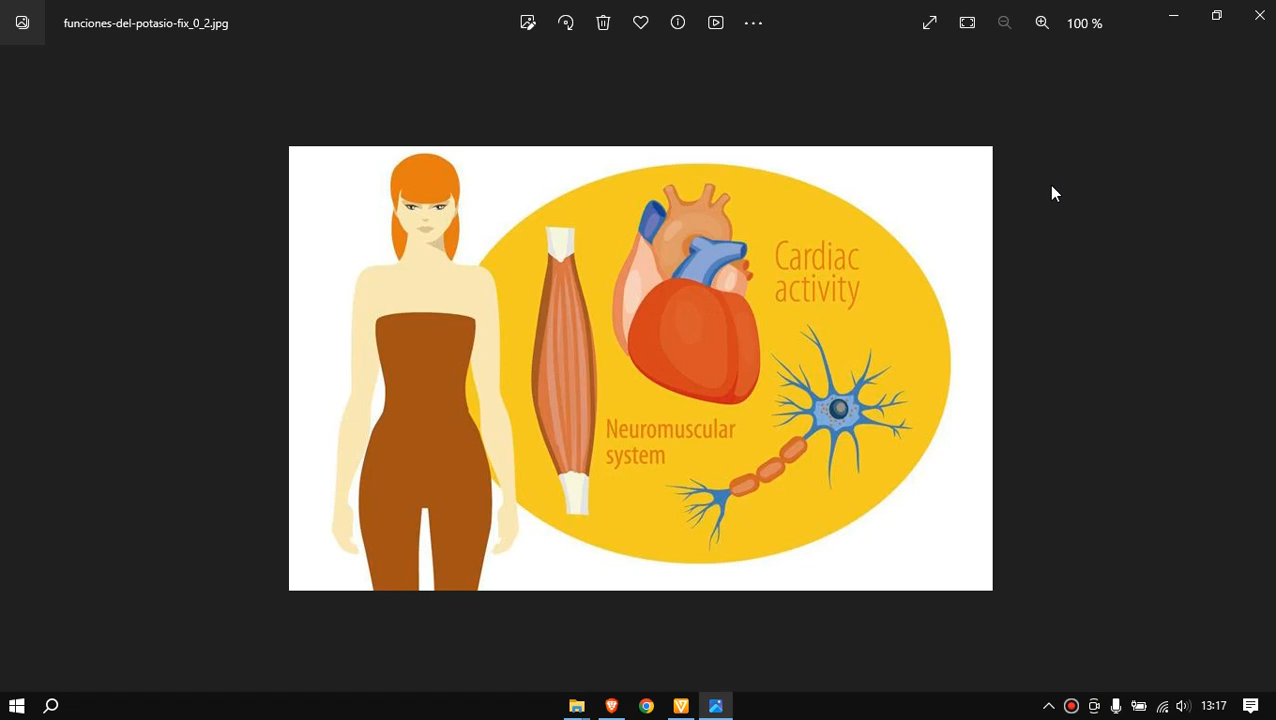 funciones-del-potasio-fix_0_2.jpg
100 %
Cardiac
activity
Neuromuscular
system
13:17